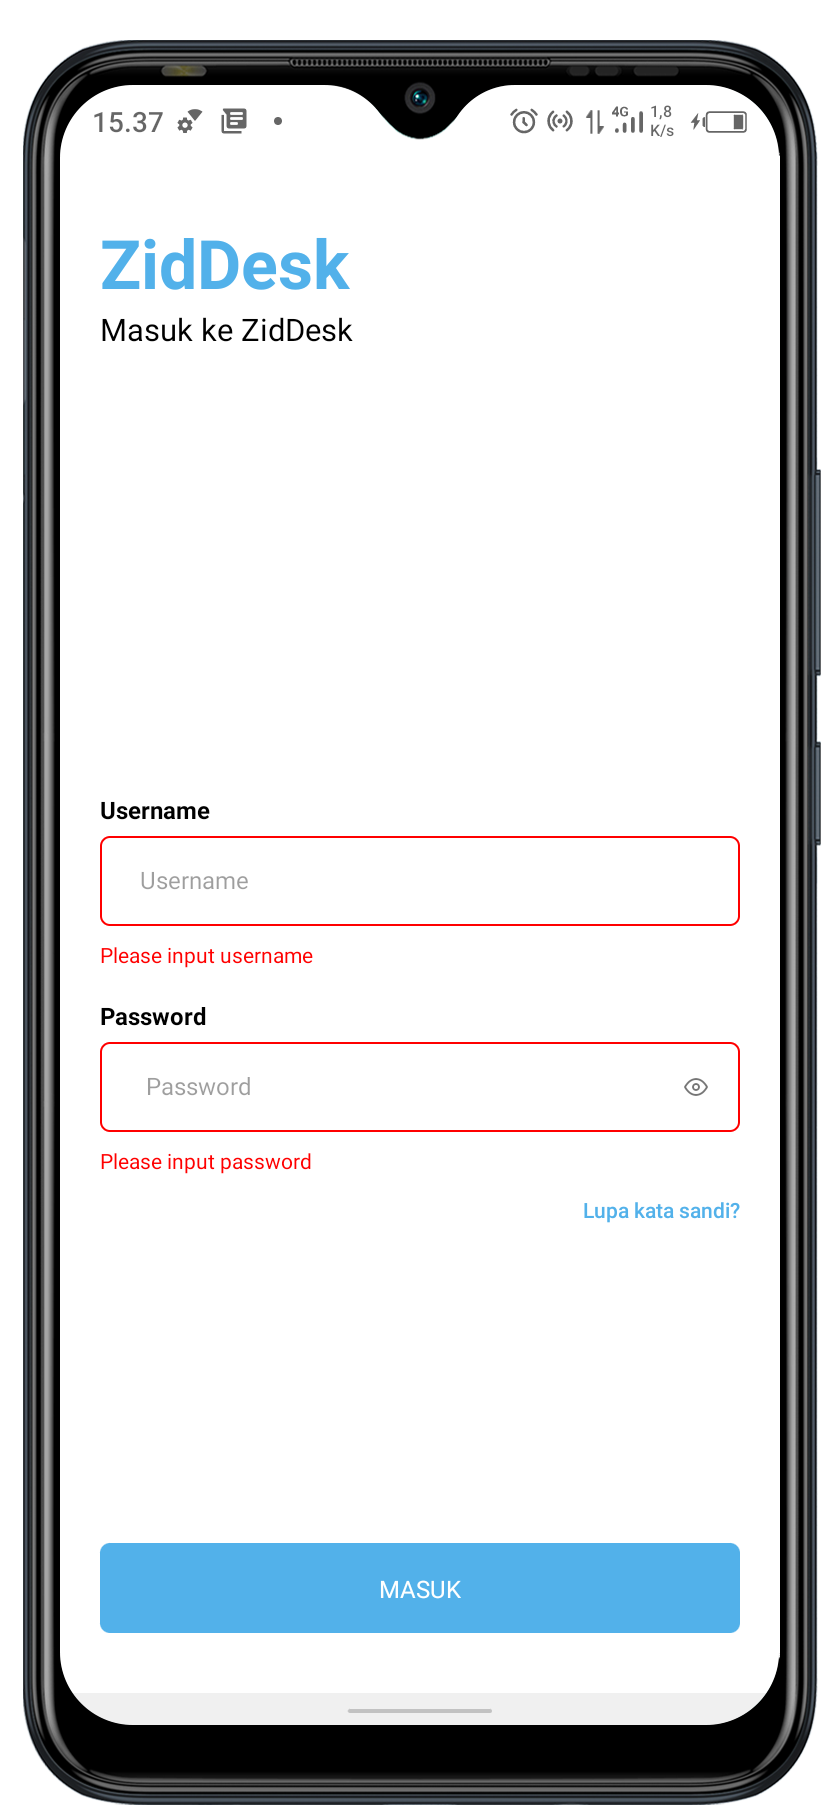 15.37
4G
1,8
K/s
ZidDesk
Masuk ke ZidDesk
Username
Username
Please input username
Password
Password
Please input password
Lupa kata sandi?
MASUK